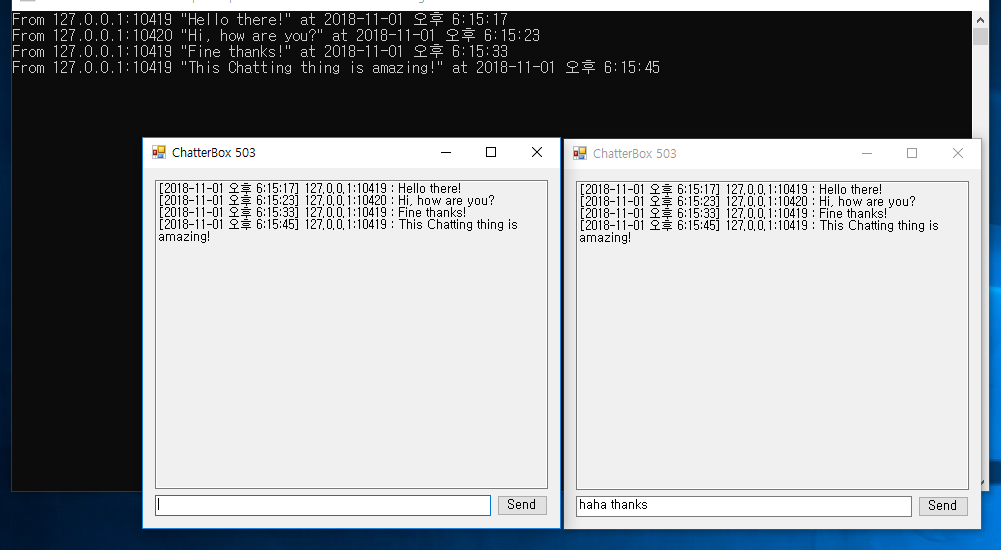 From 127.0.0.1:10419 "Hello there!" at 2018-11-01 오후 6:15:17
From 127.0.0.1:10420 "Hi, how are you?" at 2018-11-01 오후 6:15:23
From 127.0.0.1:10419 "Fine thanks!" at 2018-11-01 오후 6:15:33
From 127.0.0.1:10419 "This Chatting thing is amazing!" at 2018-11-01 오후 6:15:45
ChatterBox 503
[2018-11-01 오후 6:15:17] 127.0.0.1:10419 : Hello there!
[2018-11-01 오후 6:15:23] 127.0.0.1:10420 : Hi, how are you?
[2018-11-01 오후 6:15:33] 127.0.0.1:10419 : Fine thanks!
[2018-11-01 오후 6:15:45] 127.0.0.1:10419 : This Chatting thing is
amazing!
Send
ChatterBox 503
[2018-11-01 오후 6:15:17] 127.0.0.1:10419 : Hello there!
[2018-11-01 오후 6:15:23] 127.0.0.1:10420 : Hi, how are you?
[2018-11-01 오후 6:15:33] 127.0.0.1:10419 : Fine thanks!
[2018-11-01 오후 6:15:45] 127.0.0.1:10419 : This Chatting thing is
amazing!
haha thanks
Send